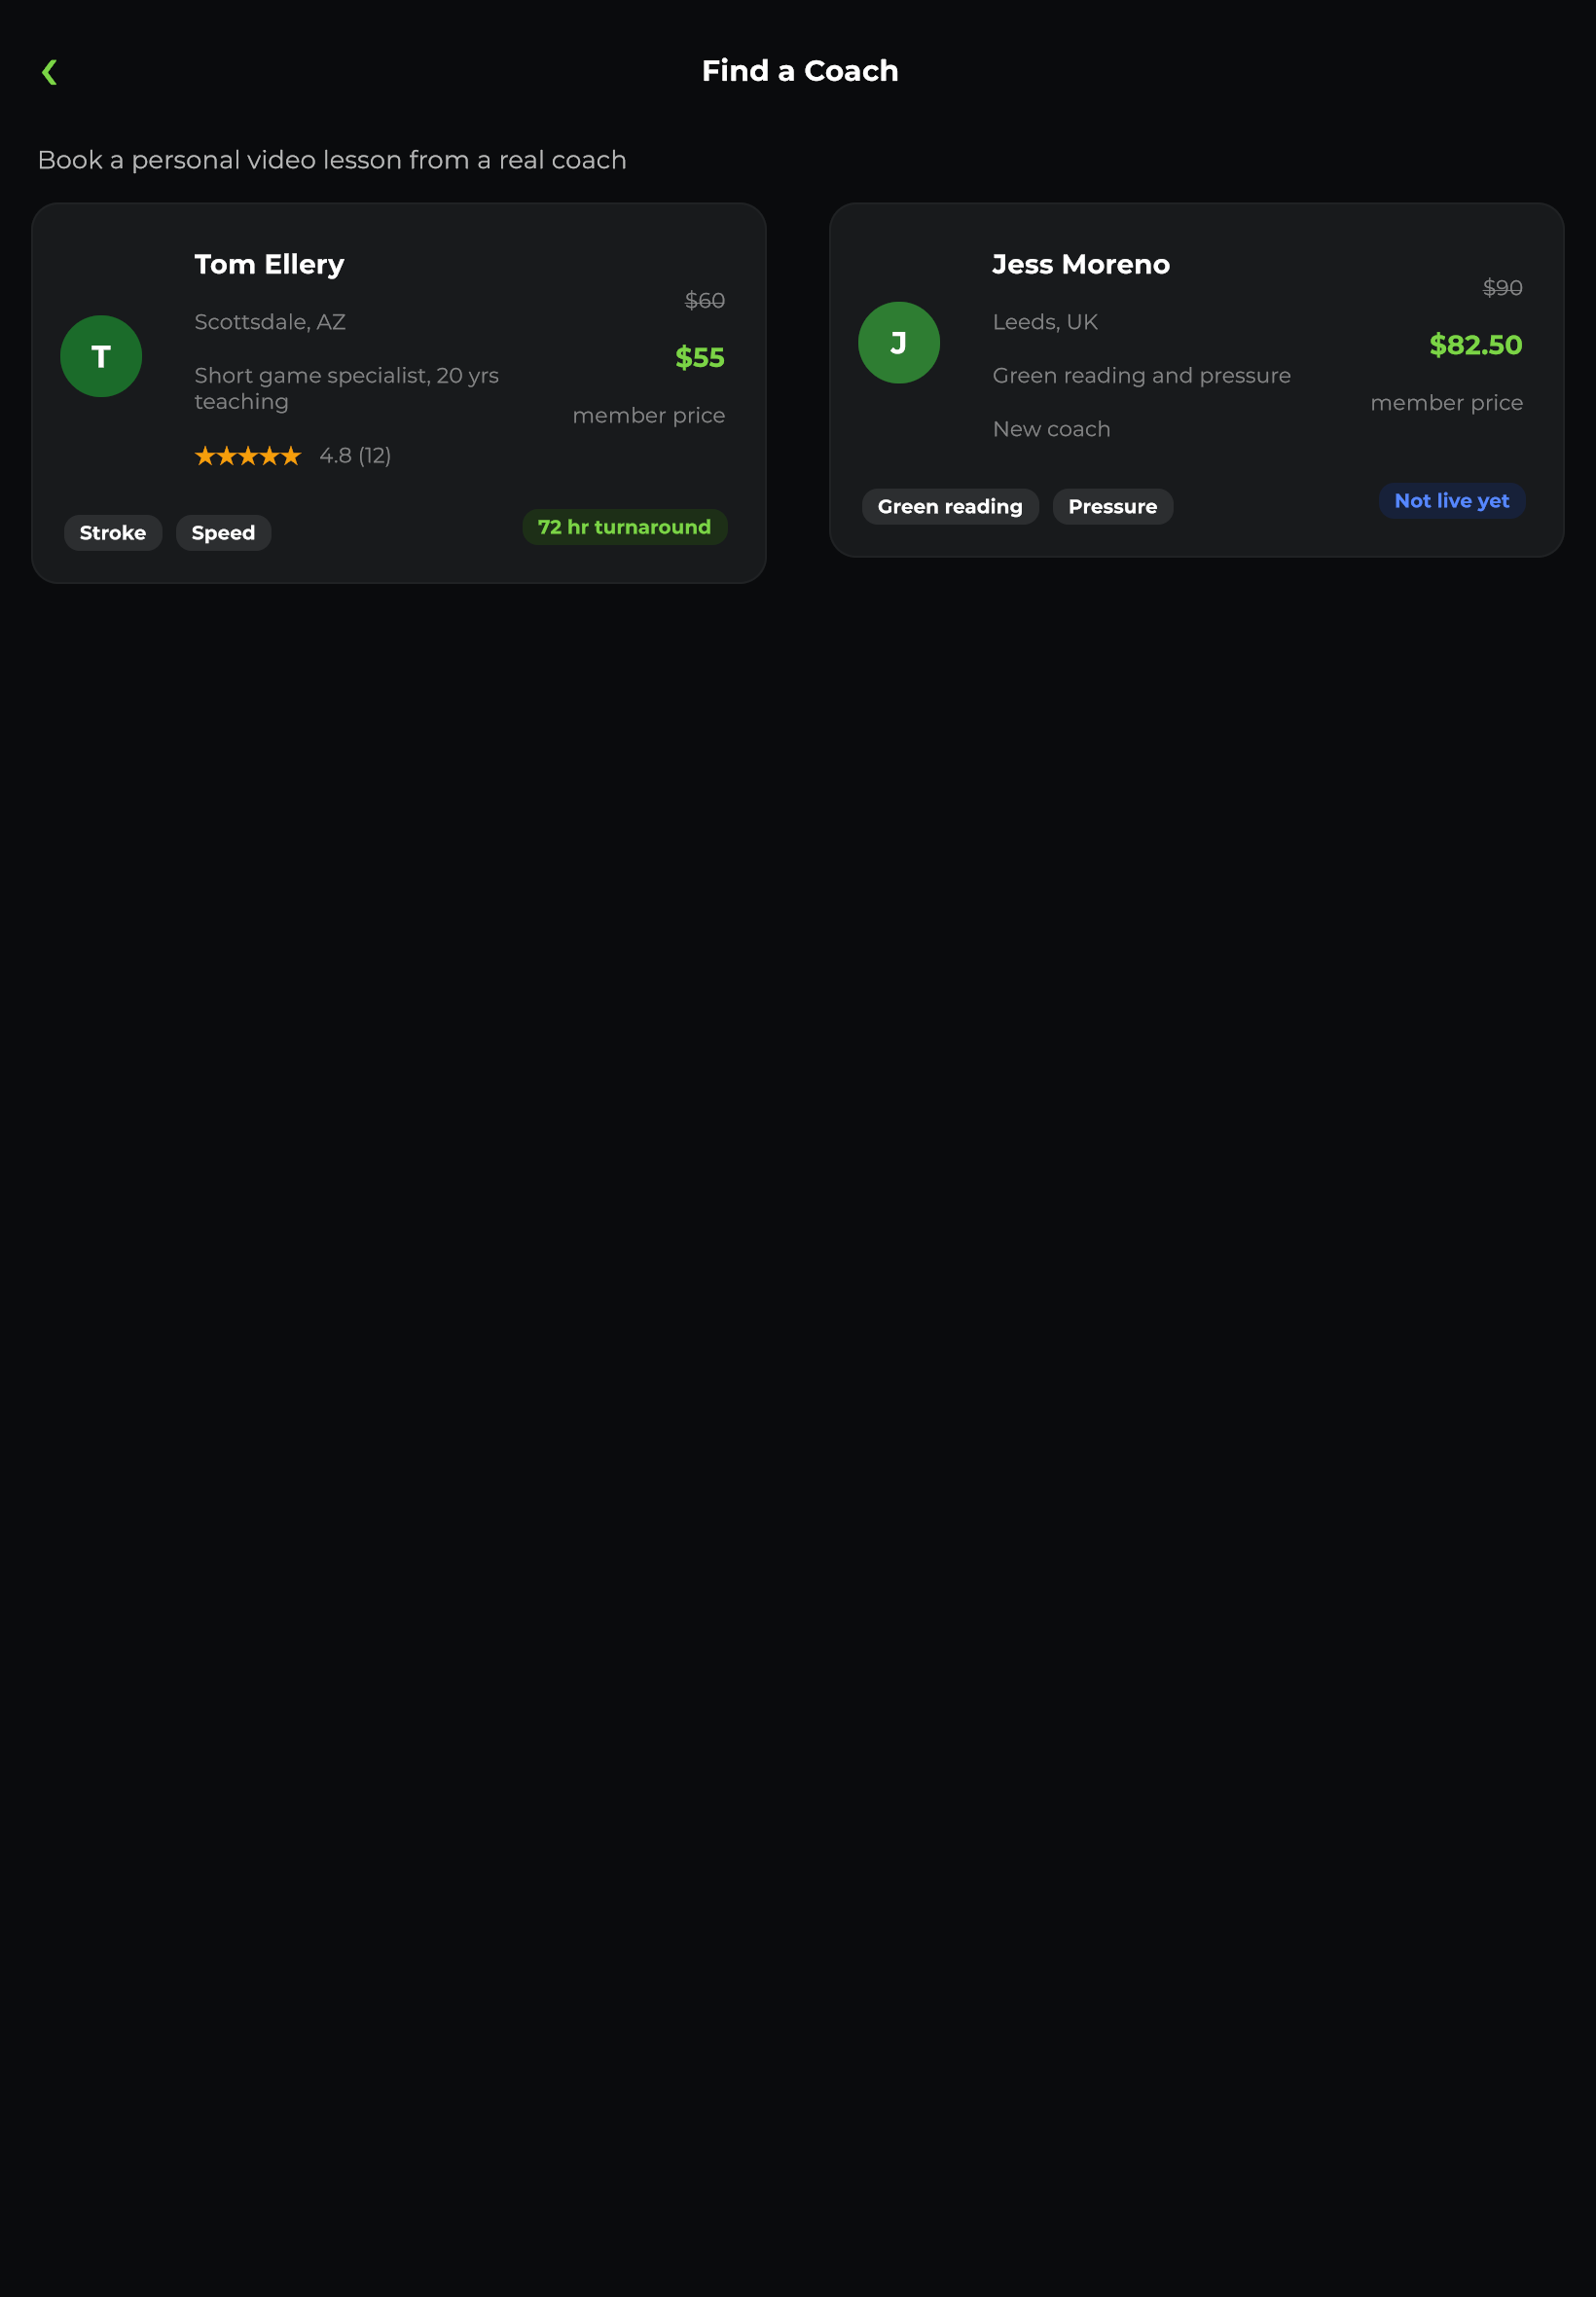 Find a Coach
Book a personal video lesson from a real coach
Tom Ellery
Scottsdale, AZ
Short game specialist, 20 yrs
teaching
4.8 (12)
$60
$55
member price
T
Stroke
Speed
72 hr turnaround
Jess Moreno
Leeds, UK
Green reading and pressure
New coach
$90
$82.50
member price
J
Green reading
Pressure
Not live yet